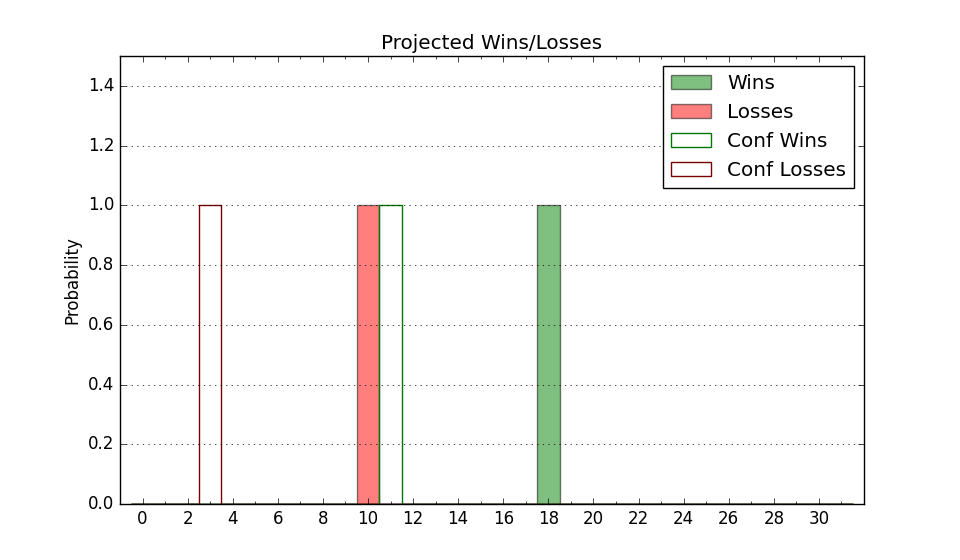 Projected Wins/Losses
Wins
Losses
Conf Wins
Conf Losses
Probability
1.4
1.2
1.0
0.8
0.6
0.4
0.2
0.0
0 2 4 6 8 10 12 14 16 18 20 22 24 26 28 30